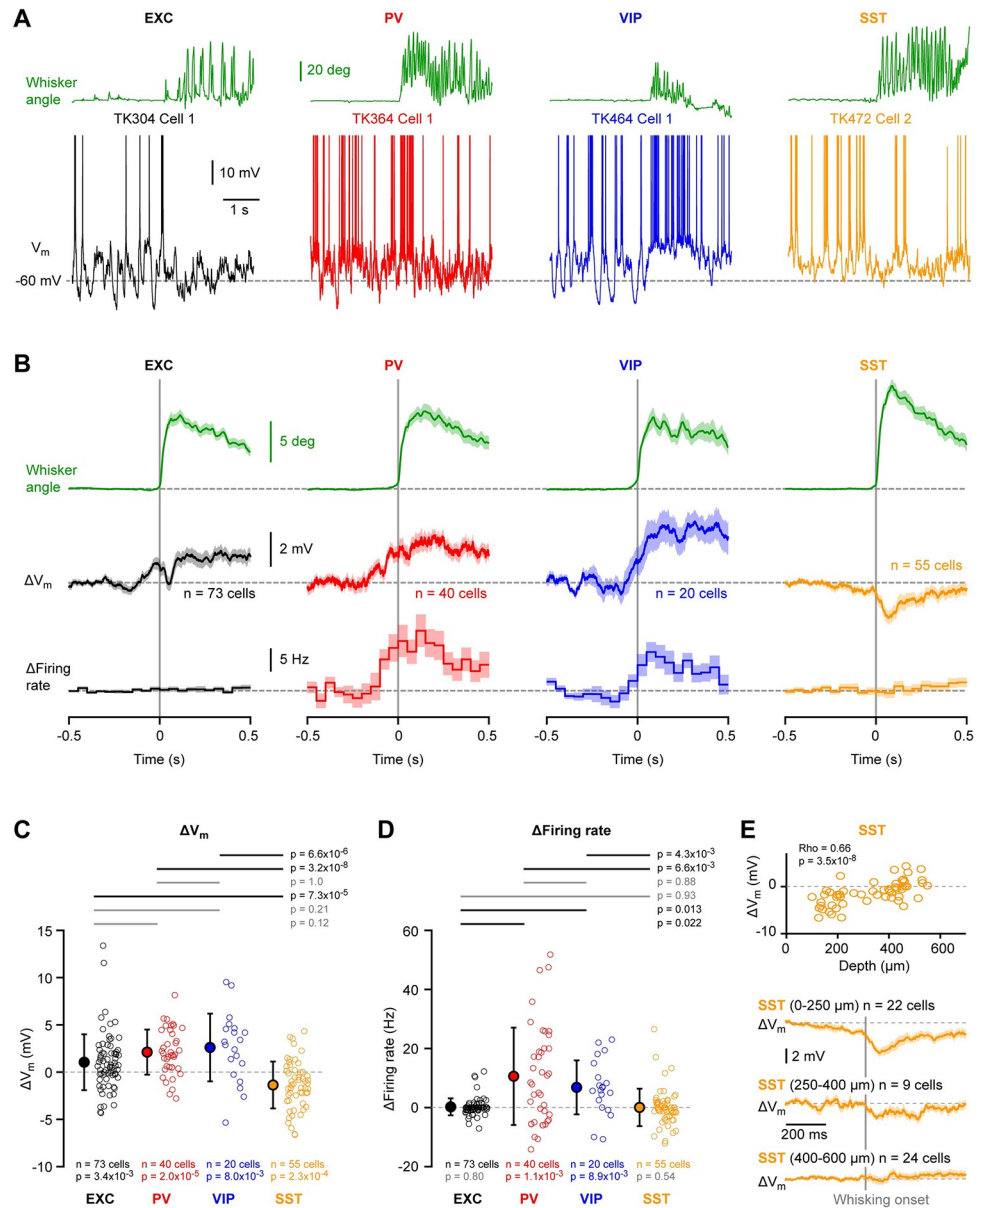 A
EXC PV VIP SST
Whisker angle
20 deg
TK304 Cell 1 TK364 Cell 1 TK464 Cell 1 TK472 Cell 2
10 mV
1 s
Vm
-60 mV
B
EXC PV VIP SST
5 deg
Whisker angle
2 mV
ΔVm
n = 73 cells n = 40 cells n = 20 cells n = 55 cells
5 Hz
ΔFiring rate
-0.5 0 0.5 -0.5 0 0.5 -0.5 0 0.5 -0.5 0 0.5
Time (s) Time (s) Time (s) Time (s)
C
ΔVm
p = 6.6x10-6
p = 3.2x10-8
p = 1.0
p = 7.3x10-5
p = 0.21
p = 0.12
15
10
5
0
-5
-10
ΔVm (mV)
n = 73 cells n = 40 cells n = 20 cells n = 55 cells
p = 3.4x10-3 p = 2.0x10-5 p = 8.0x10-3 p = 2.3x10-4
EXC PV VIP SST
D
ΔFiring rate
p = 4.3x10-3
p = 6.6x10-3
p = 0.88
p = 0.93
p = 0.013
p = 0.022
60
40
20
0
-20
ΔFiring rate (Hz)
n = 73 cells n = 40 cells n = 20 cells n = 55 cells
p = 0.80 p = 1.1x10-3 p = 8.9x10-3 p = 0.54
EXC PV VIP SST
E
SST
Rho = 0.66
p = 3.5x10-8
ΔVm (mV)
0
-10
0 200 400 600
Depth (μm)
SST (0-250 μm) n = 22 cells
ΔVm
2 mV
SST (250-400 μm) n = 9 cells
ΔVm
200 ms
SST (400-600 μm) n = 24 cells
ΔVm
Whisking onset